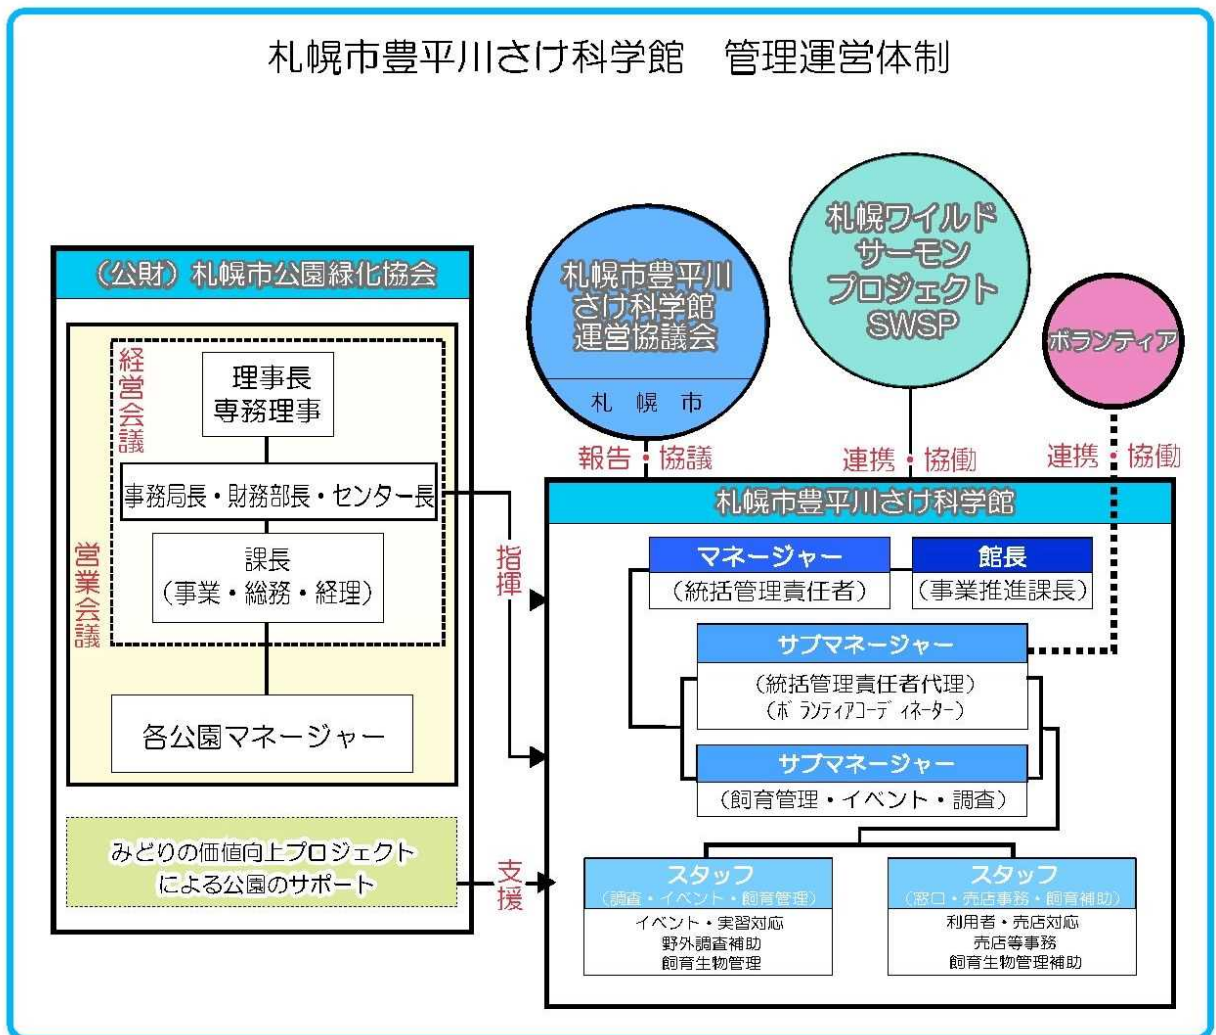 札幌市豊平川さけ科学館　管理運営体制
（公財）札幌市公園緑化協会
経営会議
理事長
専務理事
事務局長・財務部長・センター長
課長
（事業・総務・経理）
営業会議
各公園マネージャー
みどりの価値向上プロジェクト
による公園のサポート
指揮
支援
札幌市豊平川
さけ科学館
運営協議会
札　幌　市
報告・協議
札幌ワイルド
サーモン
プロジェクト
SWSP
連携・協働
ボランティア
連携・協働
札幌市豊平川さけ科学館
マネージャー
（統括管理責任者）
館長
（事業推進課長）
サブマネージャー
（統括管理責任者代理）
（ボランティアコーディネーター）
サブマネージャー
（飼育管理・イベント・調査）
スタッフ
（調査・イベント・飼育管理）
イベント・実習対応
野外調査補助
飼育生物管理
スタッフ
（窓口・売店事務・飼育補助）
利用者・売店対応
売店等事務
飼育生物管理補助